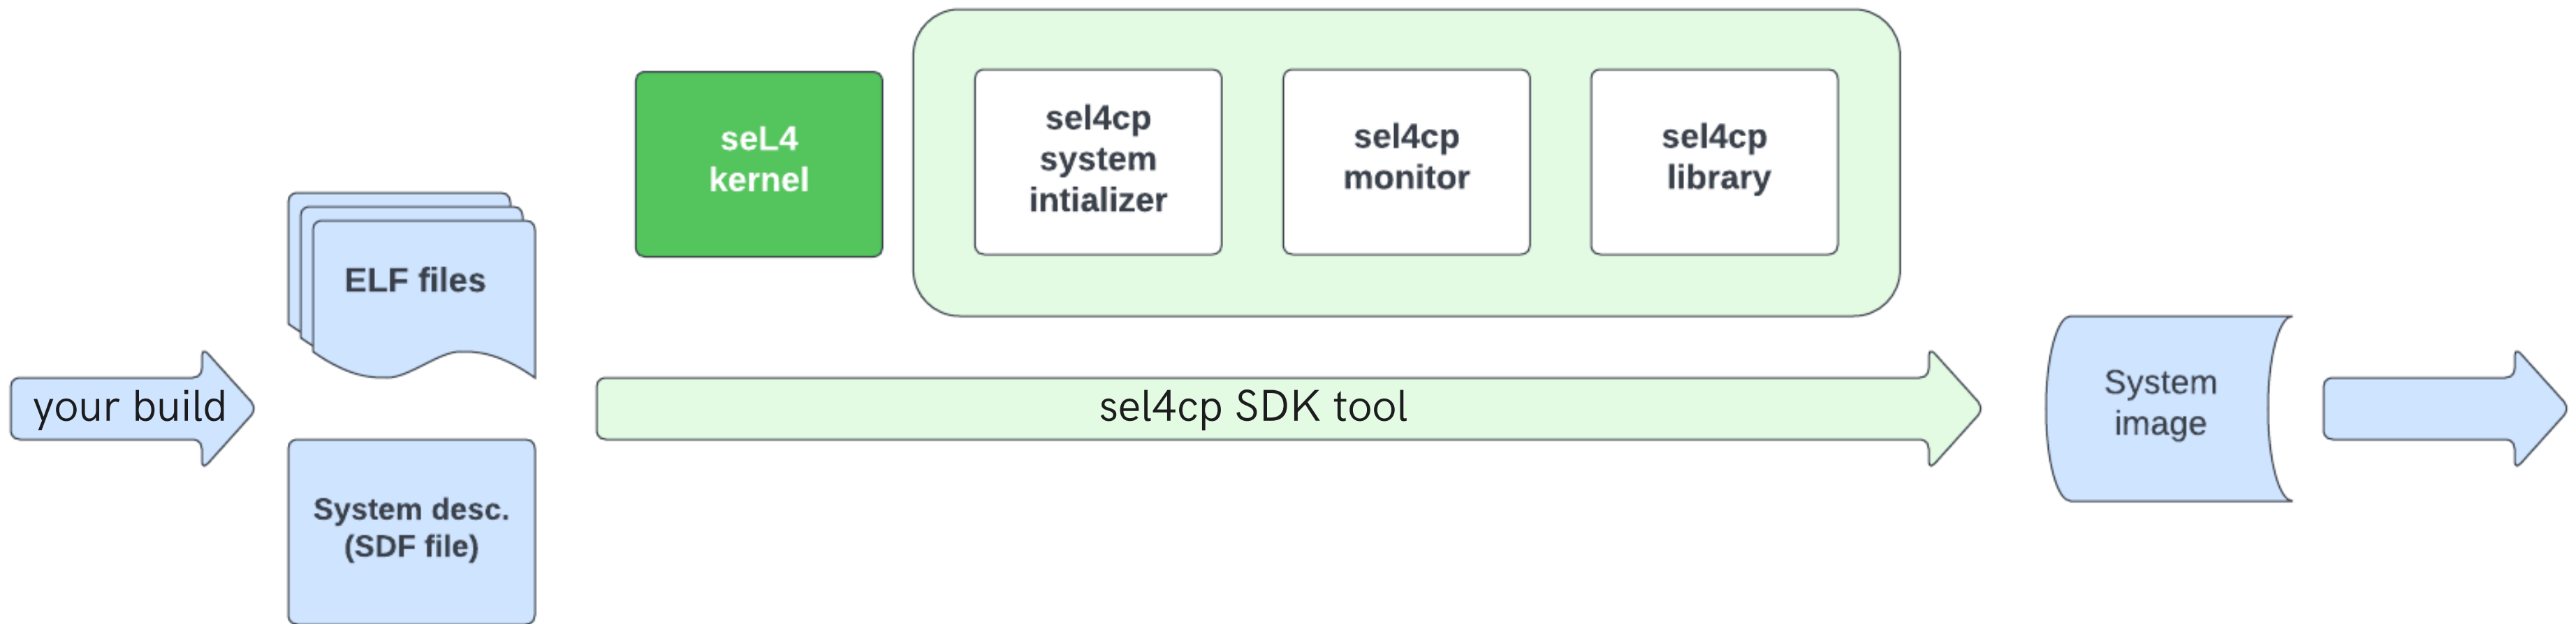 seL4
kernel
sel4cp
system
intializer
sel4cp
monitor
sel4cp
library
ELF files
your build
sel4cp SDK tool
System
image
System desc.
(SDF file)